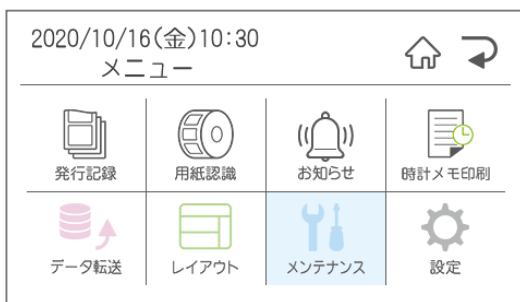 2020/10/16(金)10:30
メニュー
発行記録
用紙認識
お知らせ
時計メモ印刷
データ転送
レイアウト
メンテナンス
設定